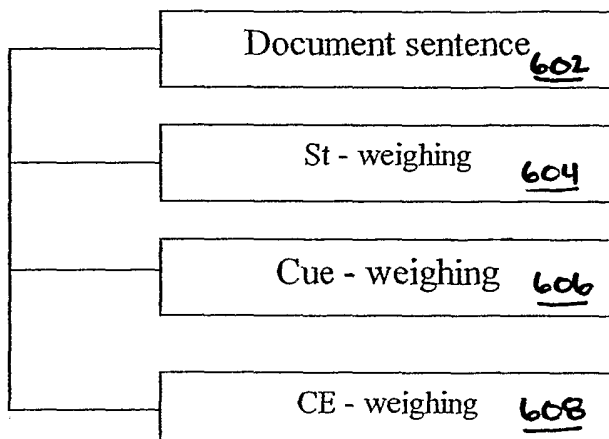 Document sentence 602
St - weighing 604
Cue - weighing 606
CE - weighing 608